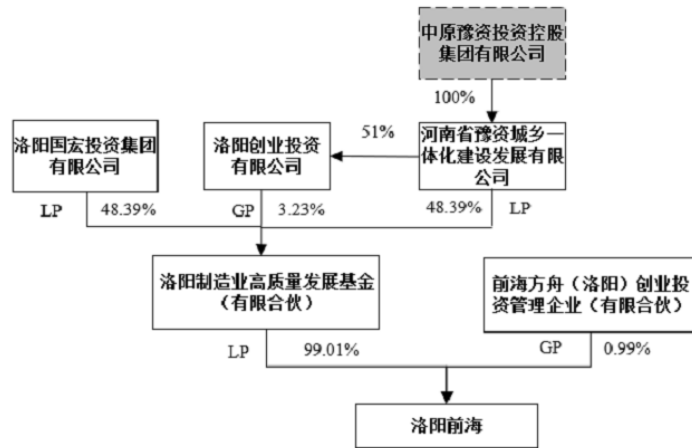 中原豫资投资控股
集团有限公司
100%
洛阳国宏投资集团
有限公司
洛阳创业投资
有限公司
51%
河南省豫资城乡一
体化建设发展有限
公司
LP
48.39%
GP
3.23%
48.39%
LP
洛阳制造业高质量发展基金
（有限合伙）
前海方舟（洛阳）创业投
资管理企业（有限合伙）
LP
99.01%
GP
0.99%
洛阳前海